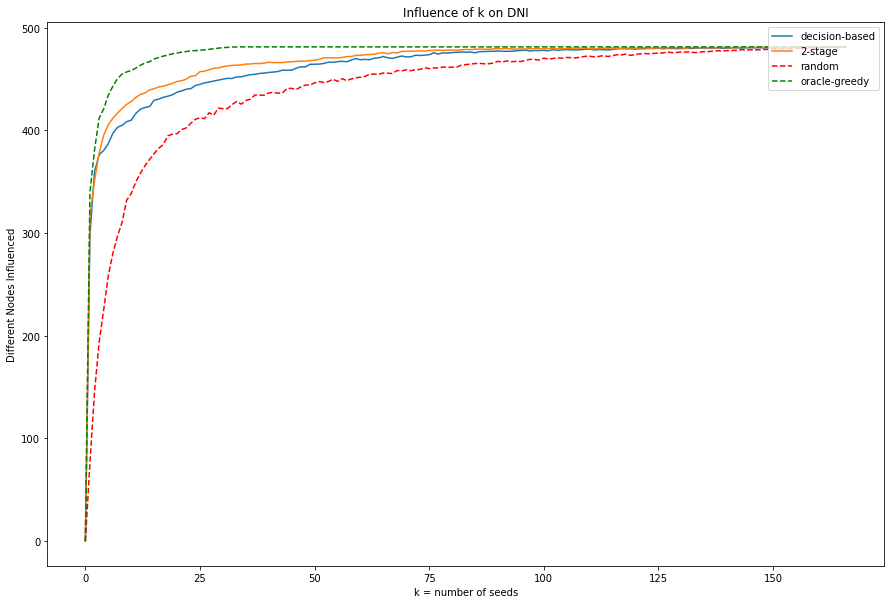 Influence of k on DNI
decision-based
2-stage
random
oracle-greedy
500
400
300
200
100
0
Different Nodes Influenced
0 25 50 75 100 125 150
k = number of seeds